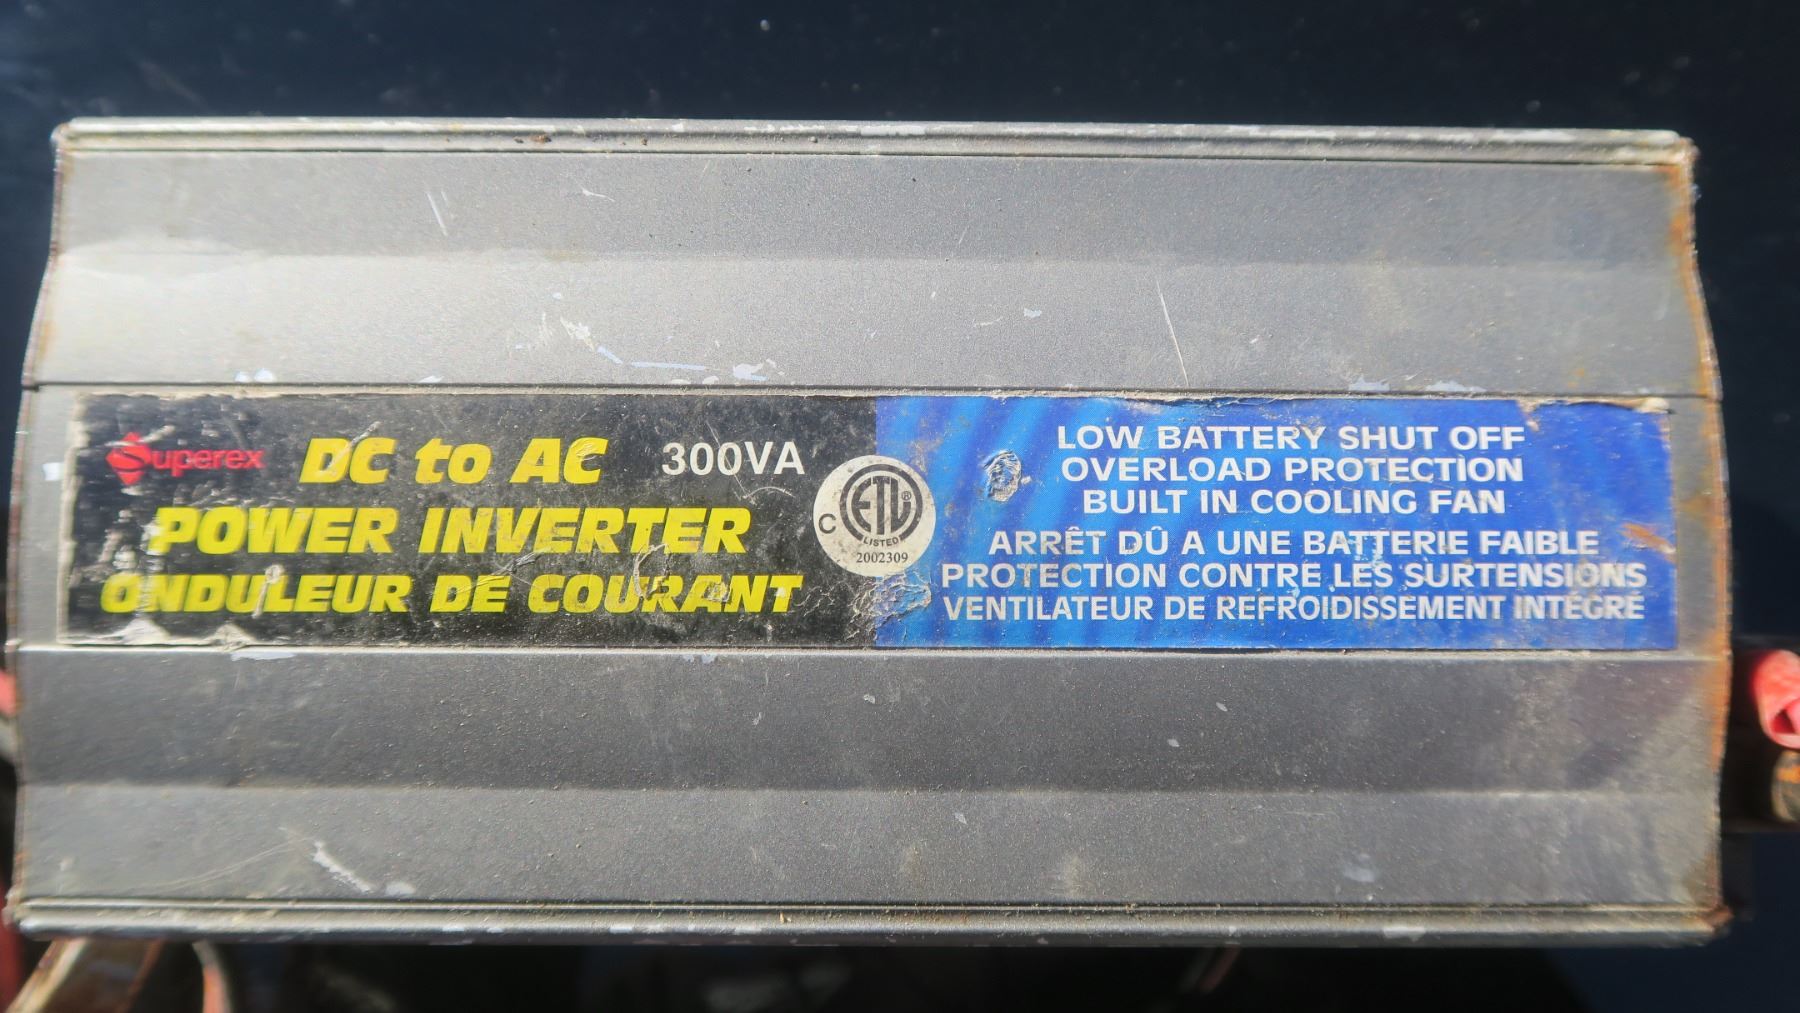 Superex
DC to AC
300VA
POWER INVERTER
ONDULEUR DE COURANT
C
ETL®
LISTED
2002309
LOW BATTERY SHUT OFF
OVERLOAD PROTECTION
BUILT IN COOLING FAN
ARRÊT DÛ A UNE BATTERIE FAIBLE
PROTECTION CONTRE LES SURTENSIONS
VENTILATEUR DE REFROIDISSEMENT INTÉGRÉ